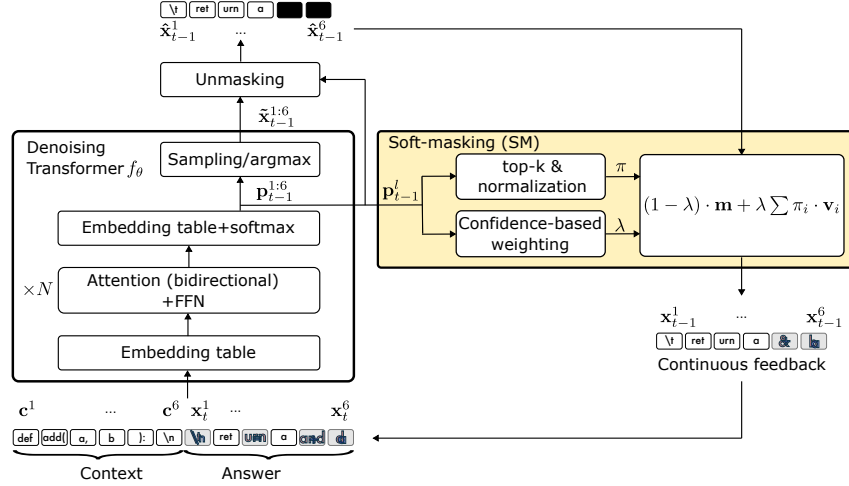 \t ret urn a
x̂¹ₜ₋₁ ... x̂⁶ₜ₋₁
Unmasking
x̃¹:⁶ₜ₋₁
Denoising
Transformer f_θ
Sampling/argmax
p¹:⁶ₜ₋₁
Embedding table+softmax
×N
Attention (bidirectional)
+FFN
Embedding table
Soft-masking (SM)
pˡₜ₋₁
top-k &
normalization
π
Confidence-based
weighting
λ
(1 − λ) · m + λ ∑ πᵢ · vᵢ
x¹ₜ₋₁ ... x⁶ₜ₋₁
\t ret urn a &
Continuous feedback
c¹ ... c⁶ x¹ₜ ... x⁶ₜ
def add( a, b ): \n ret a
Context Answer